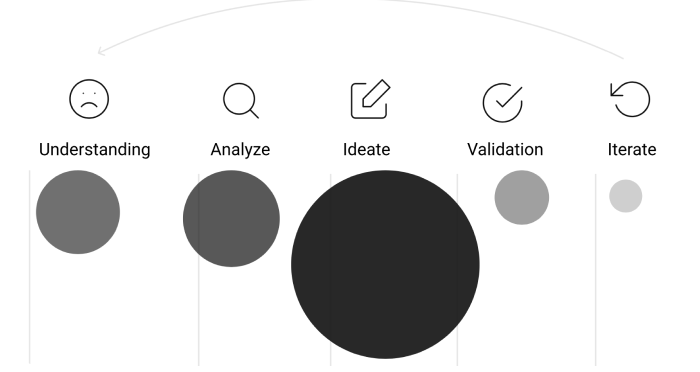 Understanding
Analyze
Ideate
Validation
Iterate